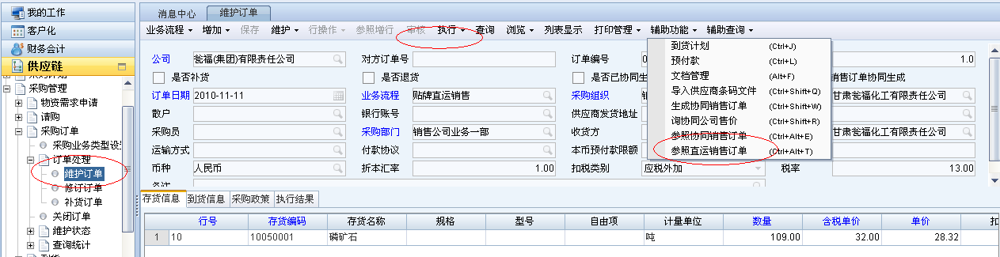 我的工作
客户化
财务会计
供应链
采购管理
物资需求申请
请购
采购订单
采购业务类型设
订单处理
维护订单
修订订单
补货订单
关闭订单
维护状态
查询统计
消息中心 维护订单
业务流程 增加 保存 维护 行操作 参照增行 审核 执行 查询 浏览 列表显示 打印管理 辅助功能 辅助查询
到货计划 (Ctrl+J)
预付款 (Ctrl+L)
文档管理 (Alt+F)
导入供应商条码文件 (Ctrl+Shift+Q)
生成协同销售订单 (Ctrl+Shift+W)
询协同公司售价 (Ctrl+Shift+R)
参照协同销售订单 (Ctrl+Alt+E)
参照直运销售订单 (Ctrl+Alt+T)
公司 瓮福(集团)有限责任公司 对方订单号 订单编号 1.0
是否补货 是否退货 是否已协同生 销售订单协同生成
订单日期 2010-11-11 业务流程 贴牌直运销售 采购组织 甘肃瓮福化工有限责任公司
散户 银行账号 供应商发货地址
采购员 采购部门 销售公司业务一部 收货方 甘肃瓮福化工有限责任公司
运输方式 付款协议 本币预付款限额
币种 人民币 折本汇率 1.00 扣税类别 应税外加 税率 13.00
备注
存货信息 到货信息 采购政策 执行结果
行号 存货编码 存货名称 规格 型号 自由项 计量单位 数量 含税单价 单价 扣
1 10 10050001 磷矿石 吨 109.00 32.00 28.32